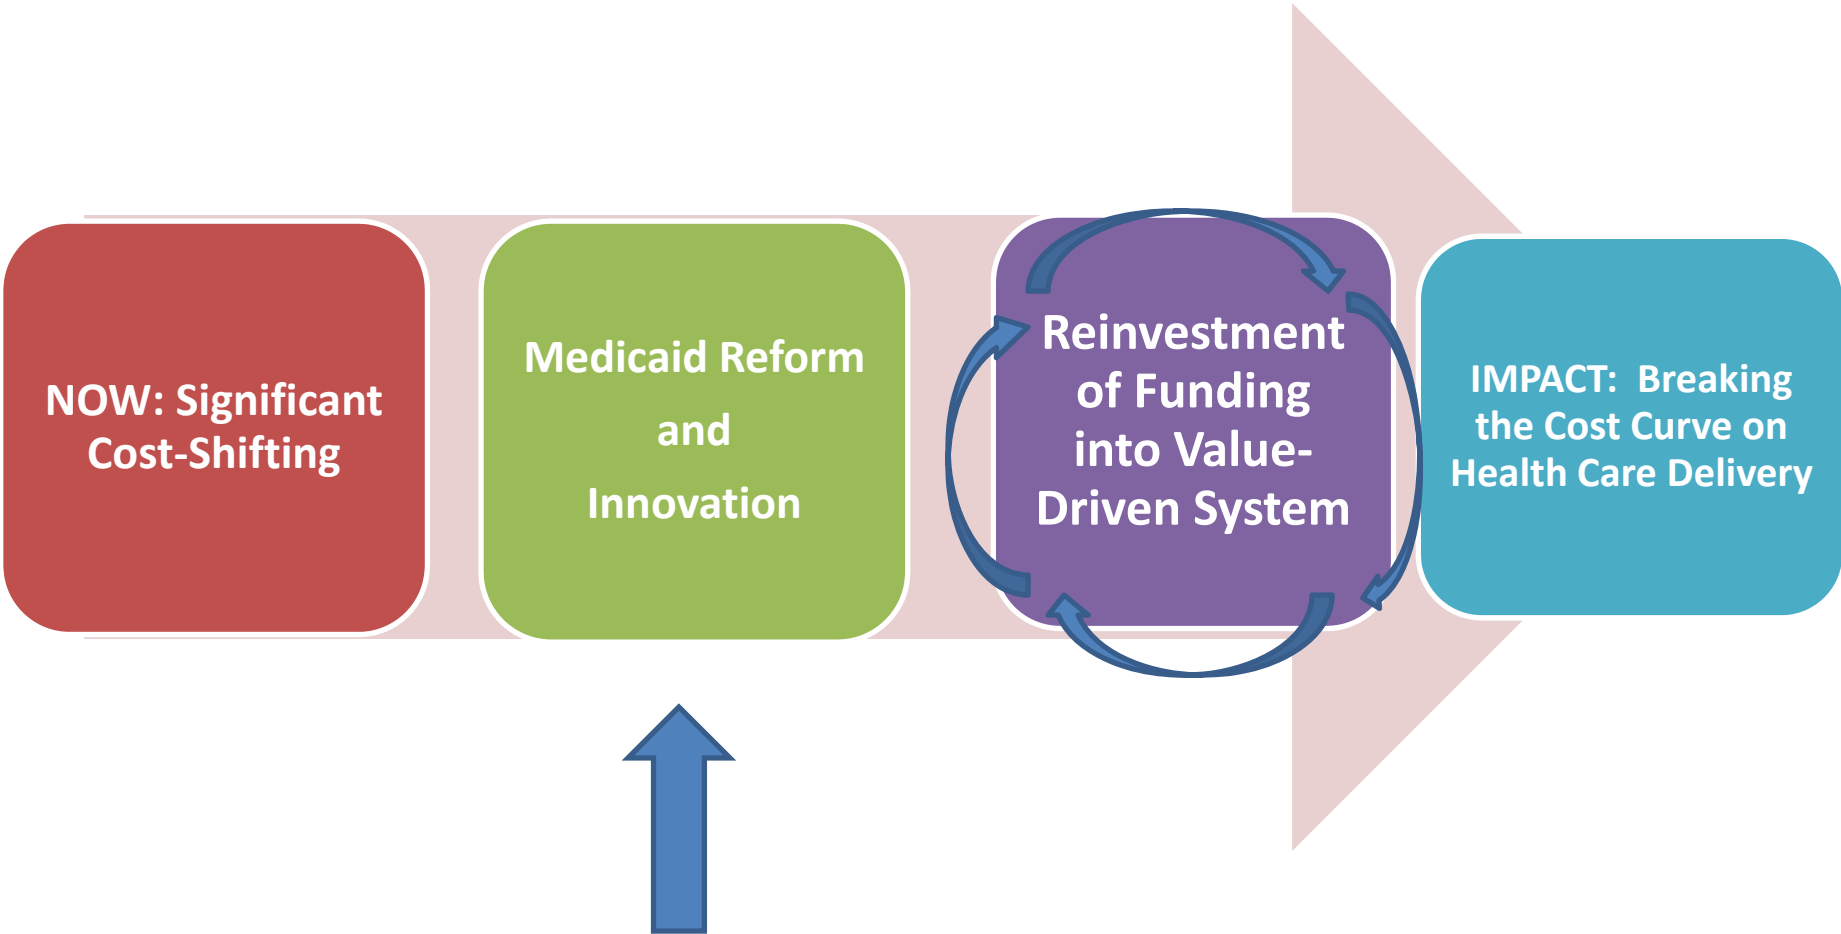 NOW: Significant
Cost-Shifting
Medicaid Reform
and
Innovation
Reinvestment
of Funding
into Value-
Driven System
IMPACT:  Breaking
the Cost Curve on
Health Care Delivery